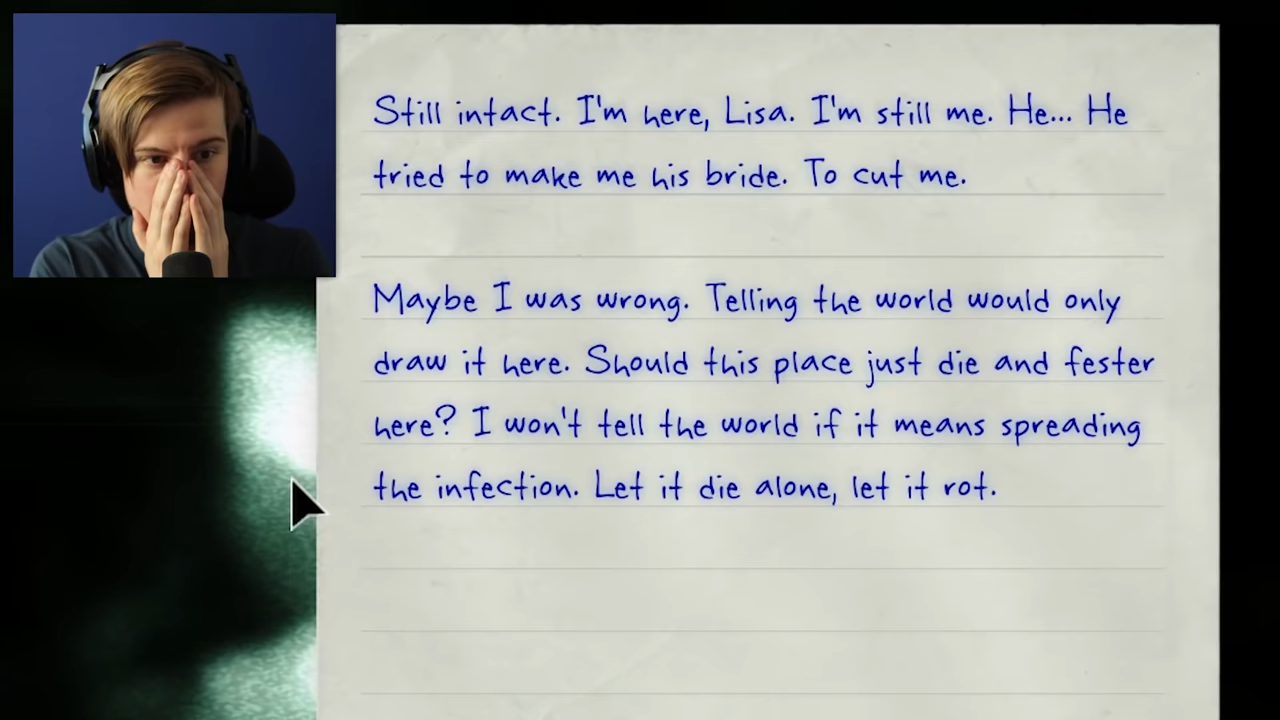 Still intact. I'm here, Lisa. I'm still me. He... He
tried to make me his bride. To cut me.
Maybe I was wrong. Telling the world would only
draw it here. Should this place just die and fester
here? I won't tell the world if it means spreading
the infection. Let it die alone, let it rot.